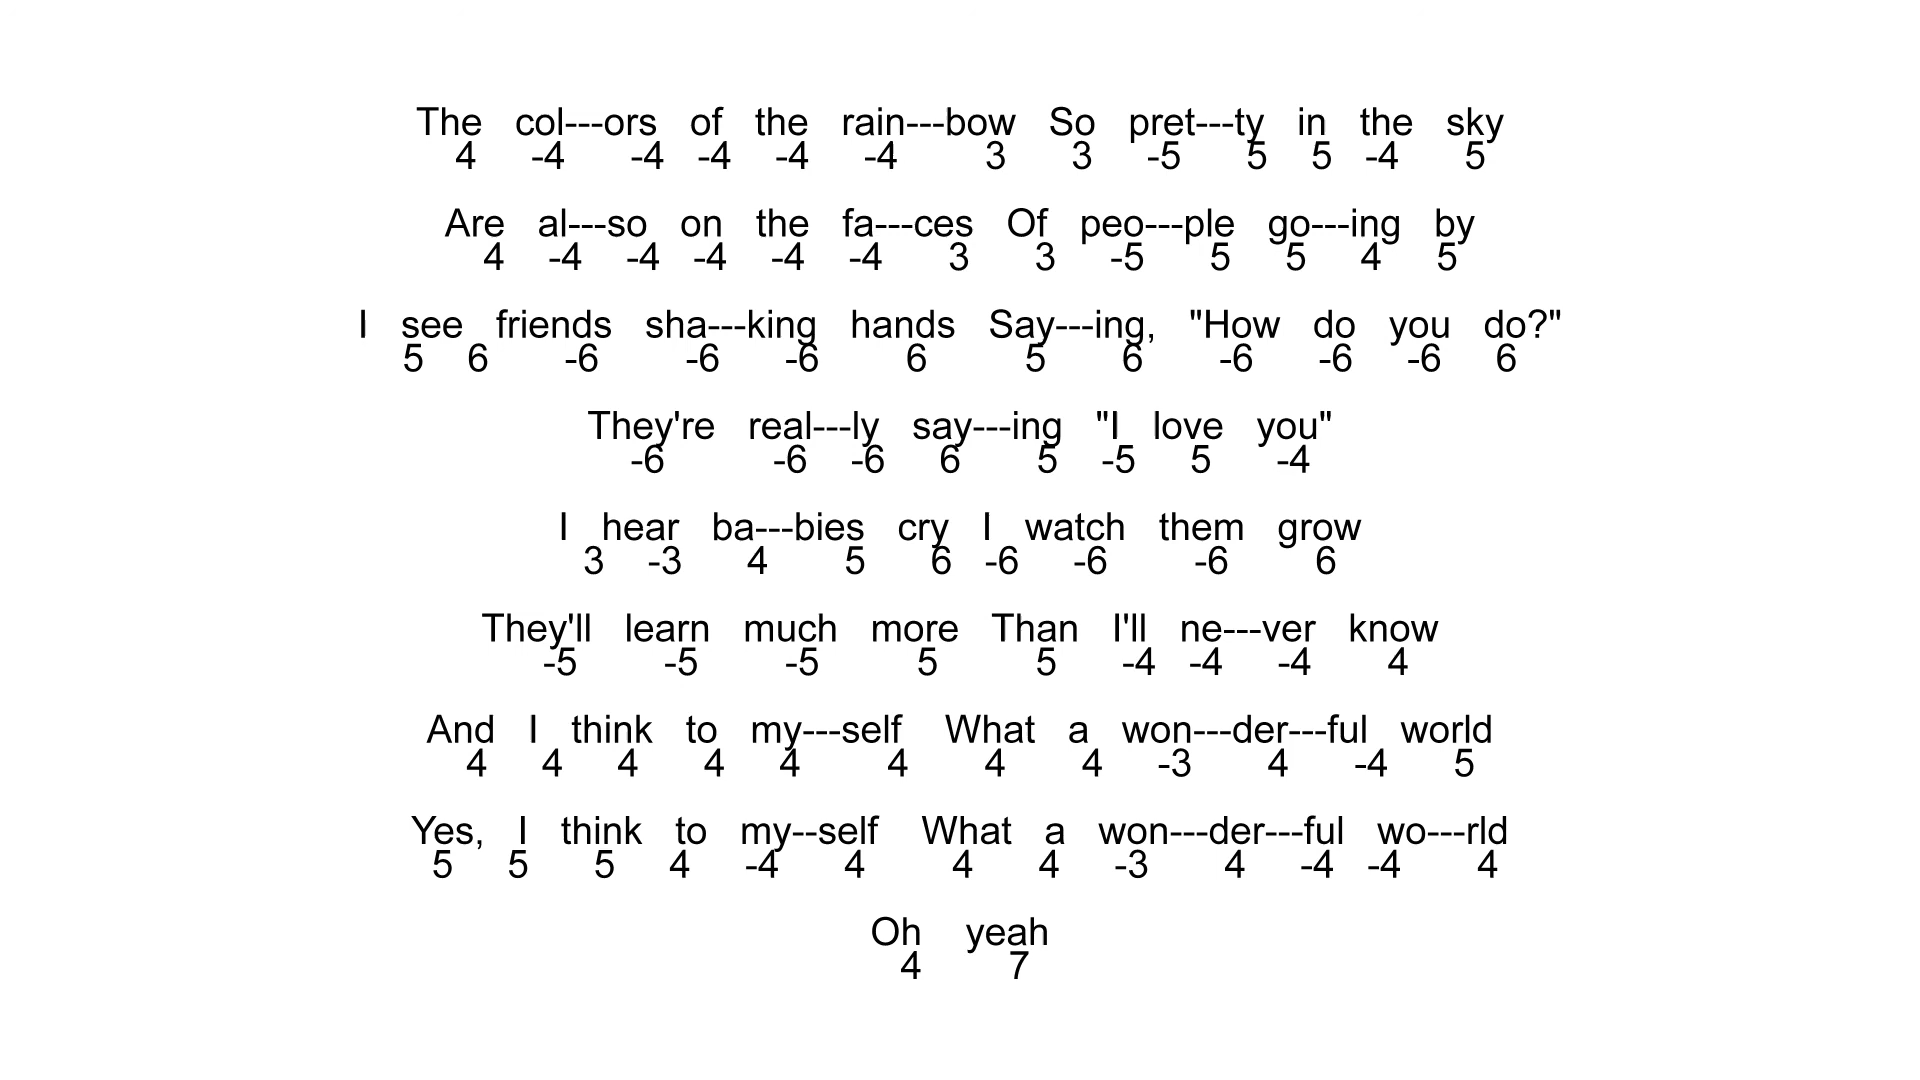 The col---ors of the rain---bow So pret---ty in the sky
4 -4 -4 -4 -4 -4 3 3 -5 5 5 -4 5
Are al---so on the fa---ces Of peo---ple go---ing by
4 -4 -4 -4 -4 -4 3 3 -5 5 5 4 5
I see friends sha---king hands Say---ing, "How do you do?"
5 6 -6 -6 -6 6 5 6 -6 -6 -6 6
They're real---ly say---ing "I love you"
-6 -6 -6 6 5 -5 5 -4
I hear ba---bies cry I watch them grow
3 -3 4 5 6 -6 -6 -6 6
They'll learn much more Than I'll ne---ver know
-5 -5 -5 5 5 -4 -4 -4 4
And I think to my---self What a won---der---ful world
4 4 4 4 4 4 4 4 -3 4 -4 5
Yes, I think to my--self What a won---der---ful wo---rld
5 5 5 4 -4 4 4 4 -3 4 -4 -4 4
Oh yeah
4 7